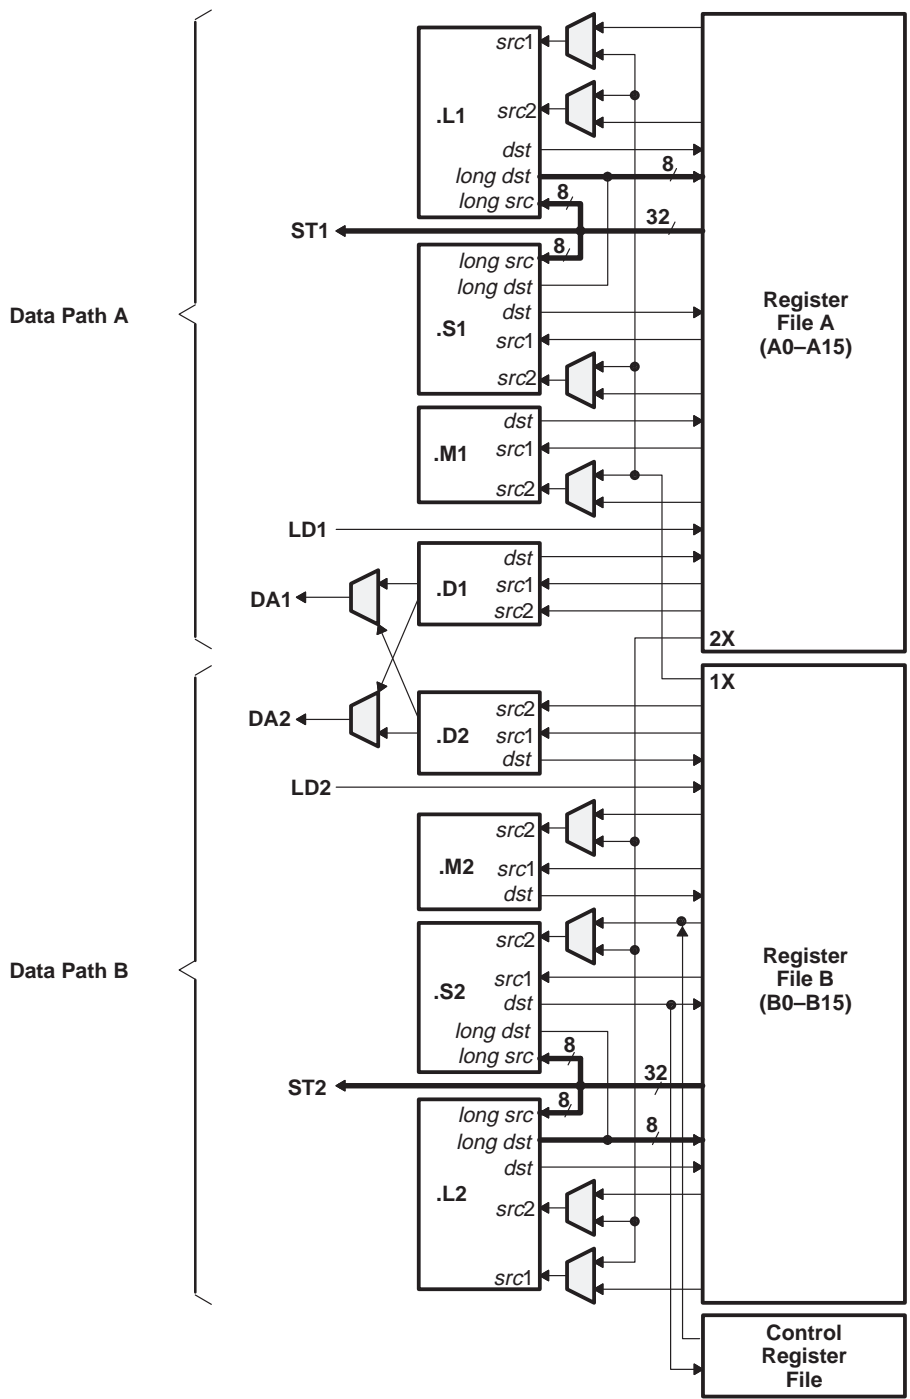 src1
.L1
src2
dst
long dst
8
long src
8
ST1
32
8
long src
long dst
dst
.S1
src1
src2
Data Path A
Register
File A
(A0–A15)
dst
.M1
src1
src2
LD1
dst
DA1
.D1
src1
src2
2X
1X
DA2
src2
.D2
src1
dst
LD2
src2
.M2
src1
dst
src2
.S2
src1
dst
long dst
long src
8
Data Path B
Register
File B
(B0–B15)
ST2
32
8
long src
long dst
8
dst
.L2
src2
src1
Control
Register
File